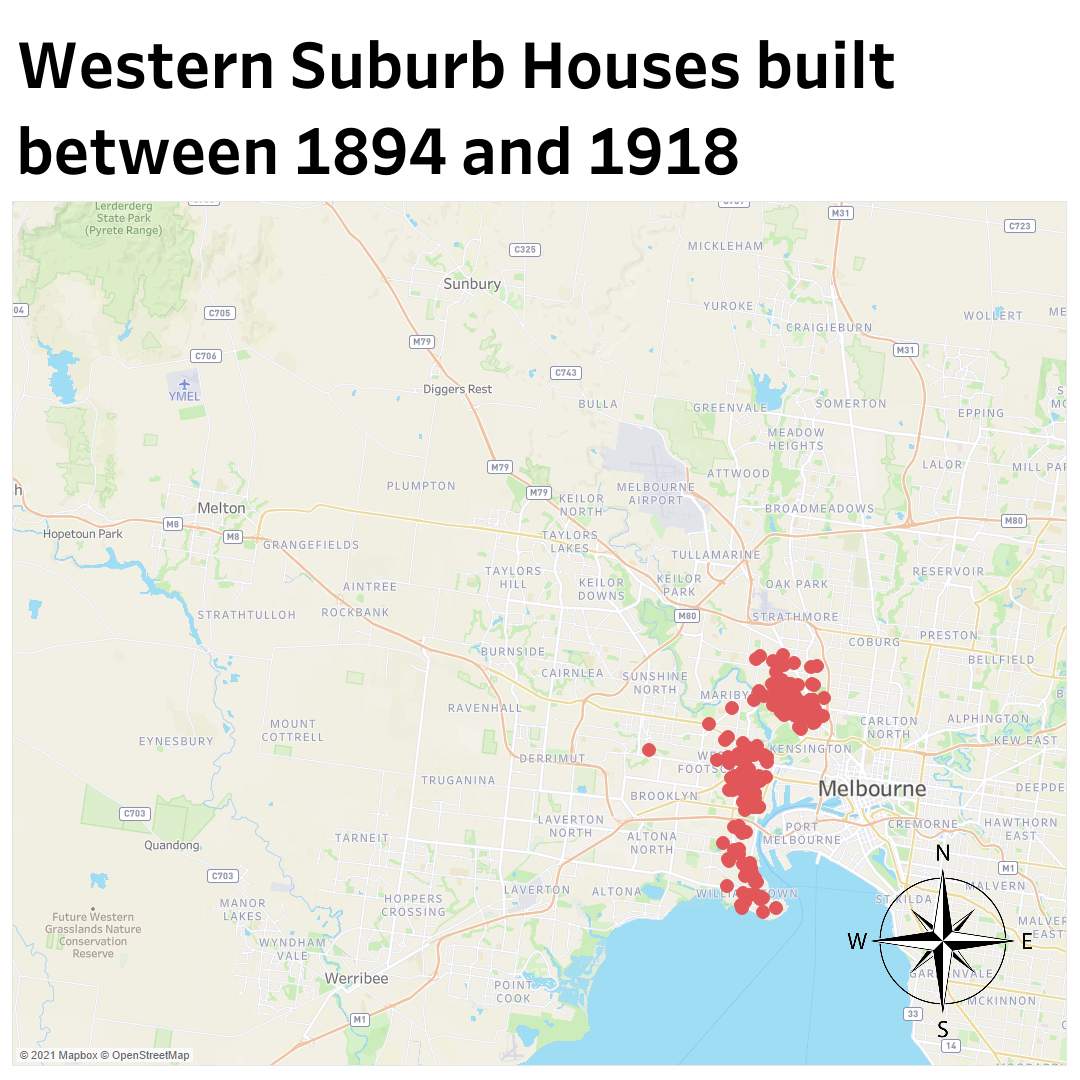 Western Suburb Houses built
between 1894 and 1918
Lerderderg
State Park
(Pyrete Range)
M31
C723
C325
MICKLEHAM
Sunbury
04
C705
YUROKE
WOLLERT
ME
CRAIGIEBURN
M79
M31
C706
C743
YMEL
Diggers Rest
BULLA
GREENVALE
SOMERTON
EPPING
S
MO
MEADOW
HEIGHTS
M79
ATTWOOD
LALOR
MILL PAR
h
PLUMPTON
M79
KEILOR
NORTH
MELBOURNE
AIRPORT
Melton
BROADMEADOWS
M8
M80
Hopetoun Park
M8
GRANGEFIELDS
TAYLORS
LAKES
TULLAMARINE
TAYLORS
HILL
KEILOR
DOWNS
KEILOR
PARK
OAK PARK
RESERVOIR
AINTREE
STRATHTULLOH
ROCKBANK
M80
STRATHMORE
COBURG
PRESTON
BURNSIDE
BELLFIELD
CAIRNLEA
SUNSHINE
NORTH
MARIBY
B
RAVENHALL
CARLTON
NORTH
ALPHINGTON
MOUNT
COTTRELL
EYNESBURY
KENSINGTON
KEW EAST
DERRIMUT
WE
FOOTSC
TRUGANINA
Melbourne
DEEPDE
BROOKLYN
C703
LAVERTON
NORTH
ALTONA
NORTH
PORT
MELBOURNE
CREMORNE
HAWTHORN
EAST
Quandong
TARNEIT
N
M1
C703
MALVERN
LAVERTON
ALTONA
WILLI
OWN
ST KILDA
HOPPERS
CROSSING
MANOR
LAKES
Future Western
Grasslands Nature
Conservation
Reserve
MALVER
EAST
WYNDHAM
VALE
W
E
Werribee
GARDENVALE
POINT
COOK
MCKINNON
M1
33
S
14
© 2021 Mapbox © OpenStreetMap